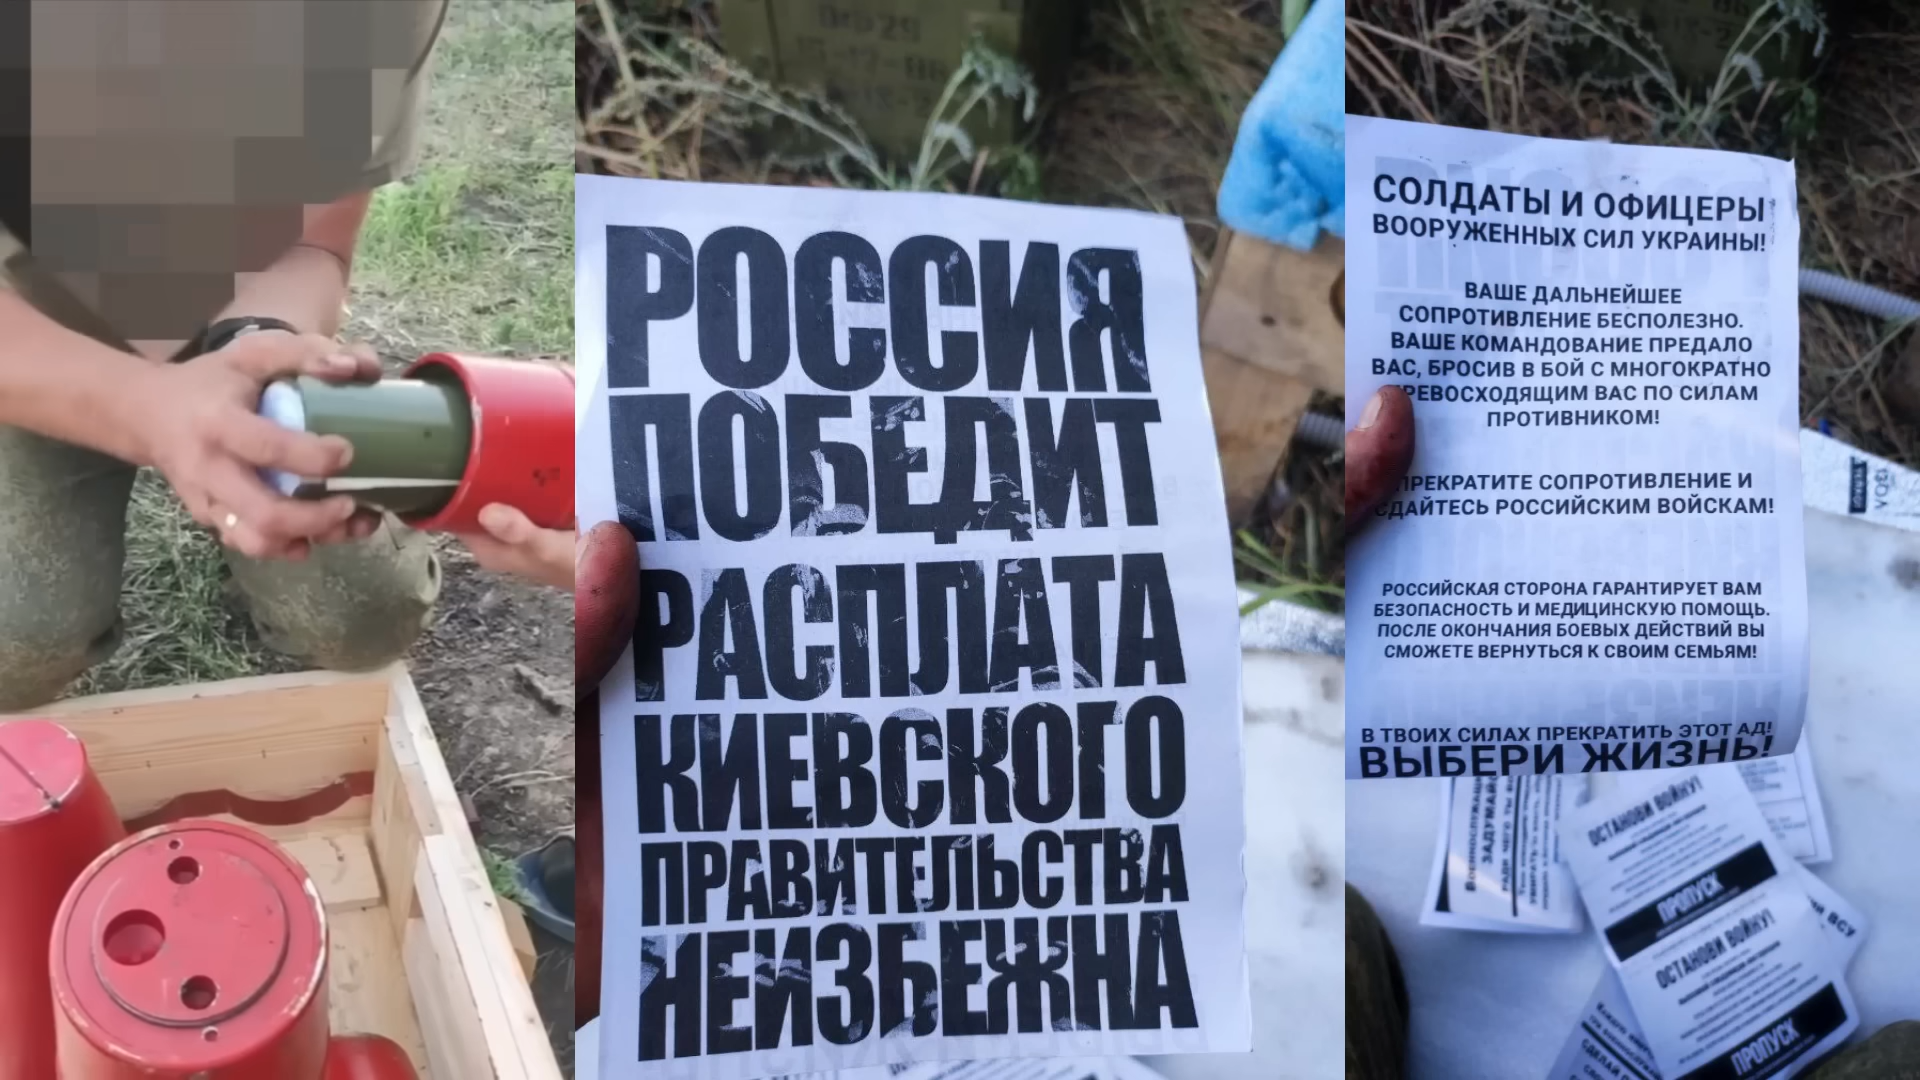 РОССИЯ
ПОБЕДИТ
РАСПЛАТА
КИЕВСКОГО
ПРАВИТЕЛЬСТВА
НЕИЗБЕЖНА
СОЛДАТЫ И ОФИЦЕРЫ
ВООРУЖЕННЫХ СИЛ УКРАИНЫ!
ВАШЕ ДАЛЬНЕЙШЕЕ
СОПРОТИВЛЕНИЕ БЕСПОЛЕЗНО.
ВАШЕ КОМАНДОВАНИЕ ПРЕДАЛО
ВАС, БРОСИВ В БОЙ С МНОГОКРАТНО
РЕВОСХОДЯЩИМ ВАС ПО СИЛАМ
ПРОТИВНИКОМ!
ПРЕКРАТИТЕ СОПРОТИВЛЕНИЕ И
СДАЙТЕСЬ РОССИЙСКИМ ВОЙСКАМ!
РОССИЙСКАЯ СТОРОНА ГАРАНТИРУЕТ ВАМ
БЕЗОПАСНОСТЬ И МЕДИЦИНСКУЮ ПОМОЩЬ.
ПОСЛЕ ОКОНЧАНИЯ БОЕВЫХ ДЕЙСТВИЙ ВЫ
СМОЖЕТЕ ВЕРНУТЬСЯ К СВОИМ СЕМЬЯМ!
В ТВОИХ СИЛАХ ПРЕКРАТИТЬ ЭТОТ АД!
ВЫБЕРИ ЖИЗНЬ!
ОСТАНОВИ ВОЙНУ!
ПРОПУСК
ОСТАНОВИ ВОЙНУ!
ПРОПУСК
ВСУ